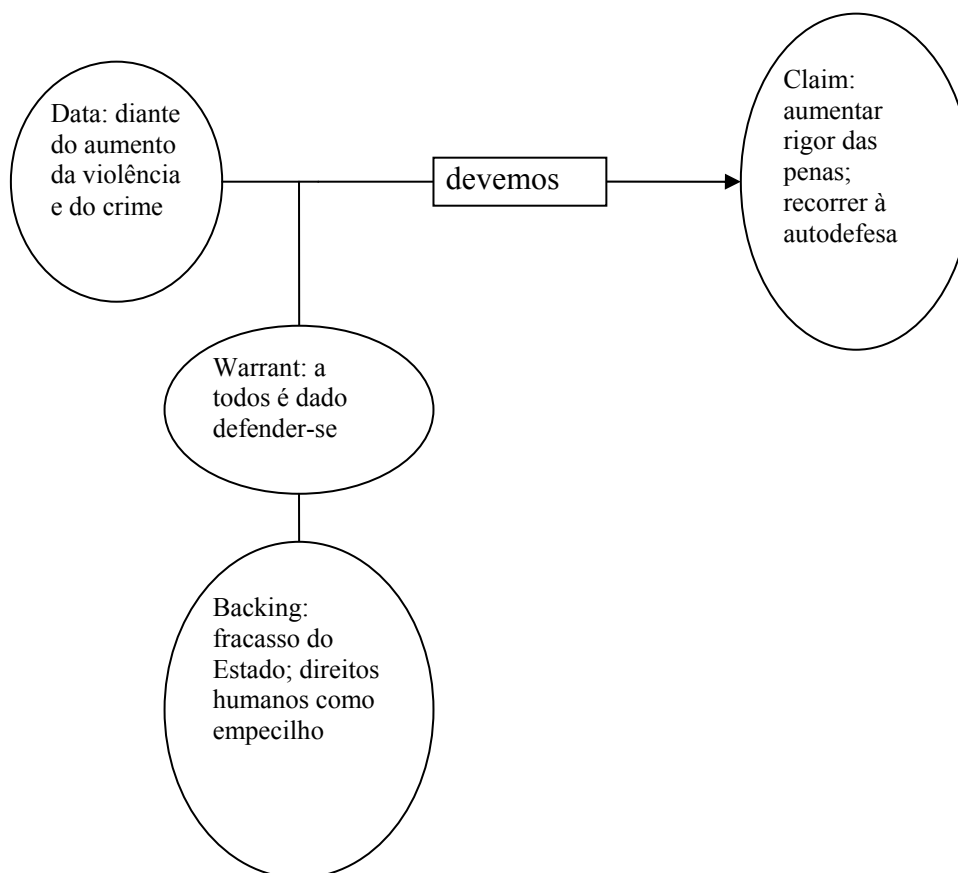 Data: diante
do aumento
da violência
e do crime
devemos
Claim:
aumentar
rigor das
penas;
recorrer à
autodefesa
Warrant: a
todos é dado
defender-se
Backing:
fracasso do
Estado; direitos
humanos como
empecilho